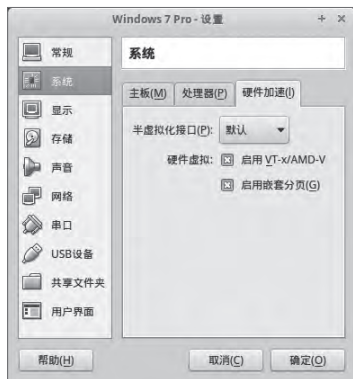 Windows 7 Pro - 设置
常规
系统
显示
存储
声音
网络
串口
USB设备
共享文件夹
用户界面
系统
主板(M) 处理器(P) 硬件加速(l)
半虚拟化接口(P): 默认
硬件虚拟: 启用 VT-x/AMD-V
启用嵌套分页(G)
帮助(H) 取消(C) 确定(O)